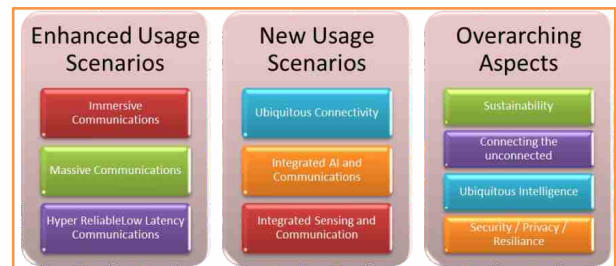 Enhanced Usage
Scenarios
Immersive
Communications
Massive Communications
Hyper ReliableLow Latency
Communications
New Usage
Scenarios
Ubiquitous Connectivity
Integrated AI and
Communications
Integrated Sensing and
Communication
Overarching
Aspects
Sustainability
Connecting the
unconnected
Ubiquitous Intelligence
Security / Privacy /
Resiliance